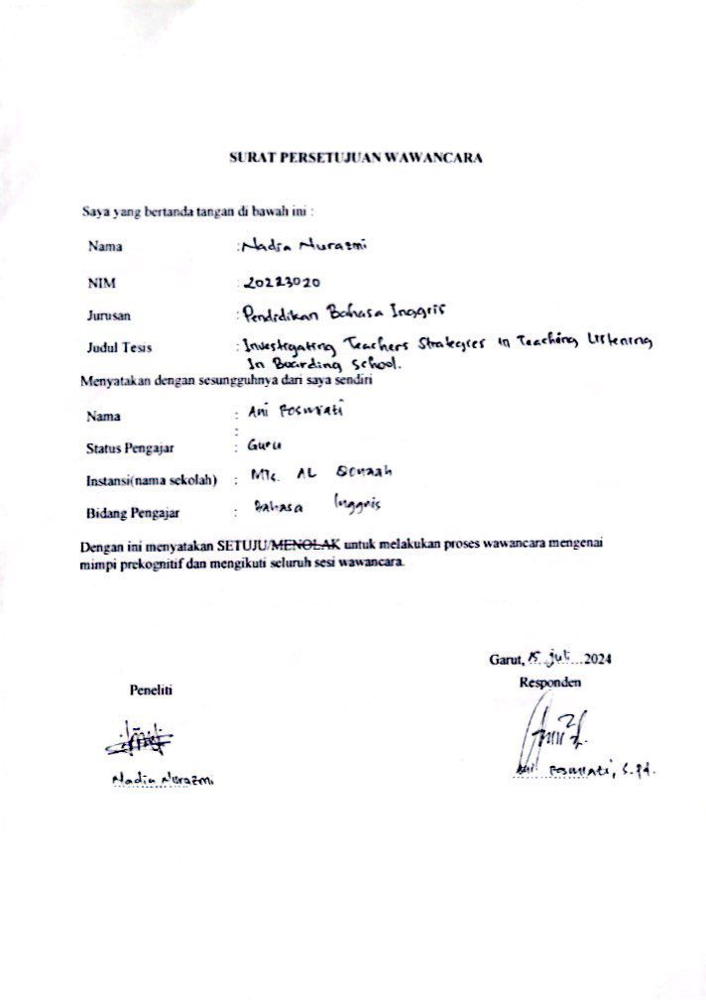 SURAT PERSETUJUAN WAWANCARA
Saya yang bertanda tangan di bawah ini :
Nama : Nadia Nurazmi
NIM : 20223020
Jurusan : Pendidikan Bahasa Inggris
Judul Tesis : Investigating Teachers Strategies in Teaching Listening
In Boarding School.
Menyatakan dengan sesungguhnya dari saya sendiri
Nama : Ani
:
Status Pengajar : Guru
Instansi(nama sekolah) : MTs. AL
Bidang Pengajar : Bahasa Inggris
Dengan ini menyatakan SETUJU/MENOLAK untuk melakukan proses wawancara mengenai
mimpi prekognitif dan mengikuti seluruh sesi wawancara.
Garut, 15 juli 2024
Peneliti Responden
Nadia Nurazmi Ani S.Pd.